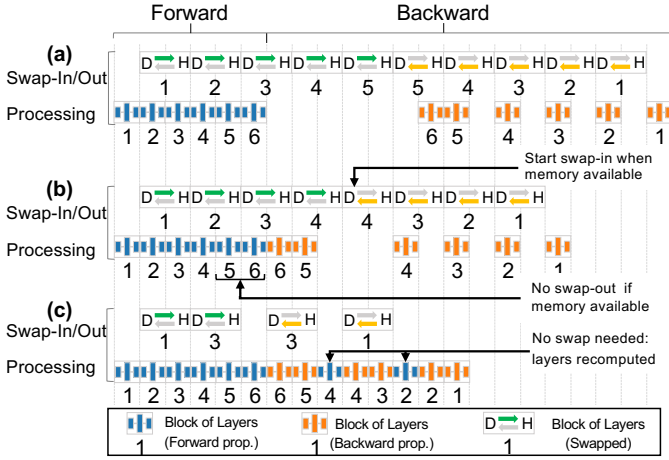 Forward Backward
(a)
D H D H D H D H D H D H D H D H D H D H
Swap-In/Out
1 2 3 4 5 5 4 3 2 1
Processing
1 2 3 4 5 6 6 5 4 3 2 1
Start swap-in when
memory available
(b)
D H D H D H D H D H D H D H D H
Swap-In/Out
1 2 3 4 4 3 2 1
Processing
1 2 3 4 5 6 6 5 4 3 2 1
No swap-out if
memory available
(c)
D H D H D H D H
Swap-In/Out
1 3 3 1
No swap needed:
layers recomputed
Processing
1 2 3 4 5 6 6 5 4 4 3 2 2 1
Block of Layers
(Forward prop.)
1
Block of Layers
(Backward prop.)
1
D H
Block of Layers
(Swapped)
1